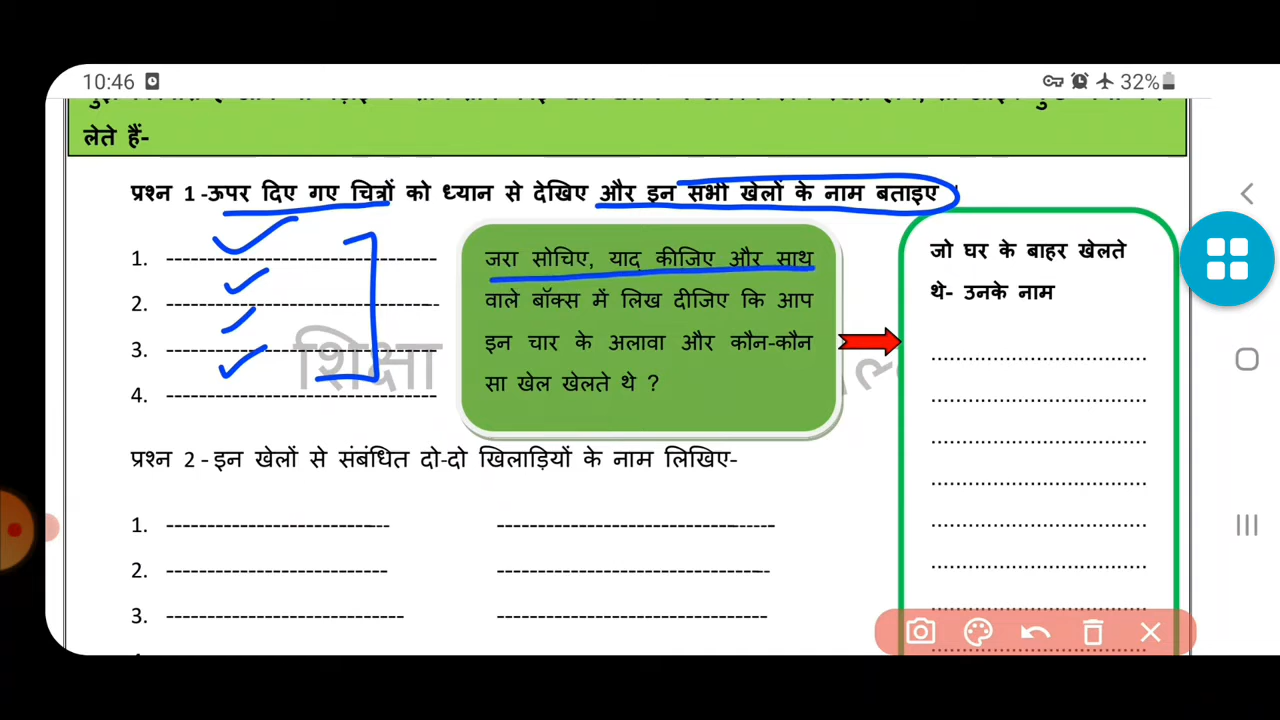 10:46
32%
लेते हैं-
प्रश्न 1 -ऊपर दिए गए चित्रों को ध्यान से देखिए और इन सभी खेलों के नाम बताइए
1. ------------------------------
2. ------------------------------
3. ------------------------------
4. ------------------------------
जरा सोचिए, याद कीजिए और साथ
वाले बॉक्स में लिख दीजिए कि आप
इन चार के अलावा और कौन-कौन
सा खेल खेलते थे ?
जो घर के बाहर खेलते
थे- उनके नाम
शिक्षा
प्रश्न 2 - इन खेलों से संबंधित दो-दो खिलाड़ियों के नाम लिखिए-
1. ------------------------- -------------------------------
2. ------------------------- -------------------------------
3. ------------------------- -------------------------------